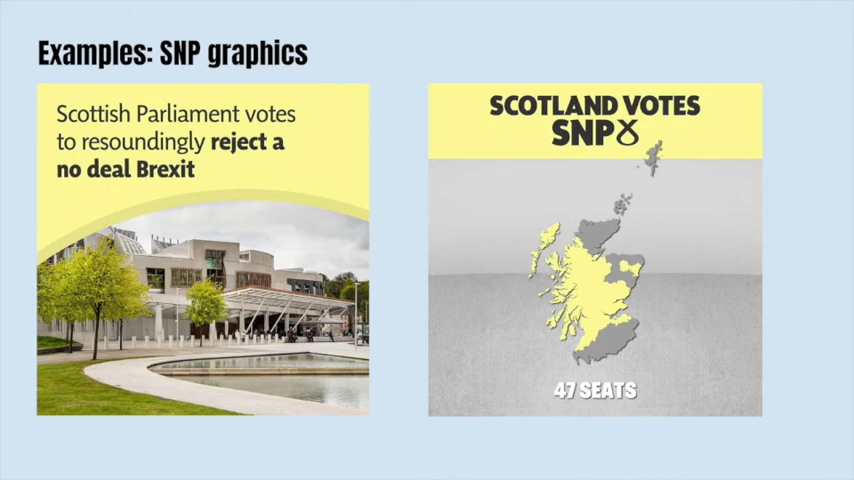 Examples: SNP graphics
Scottish Parliament votes
to resoundingly reject a
no deal Brexit
SCOTLAND VOTES
SNP
47 SEATS